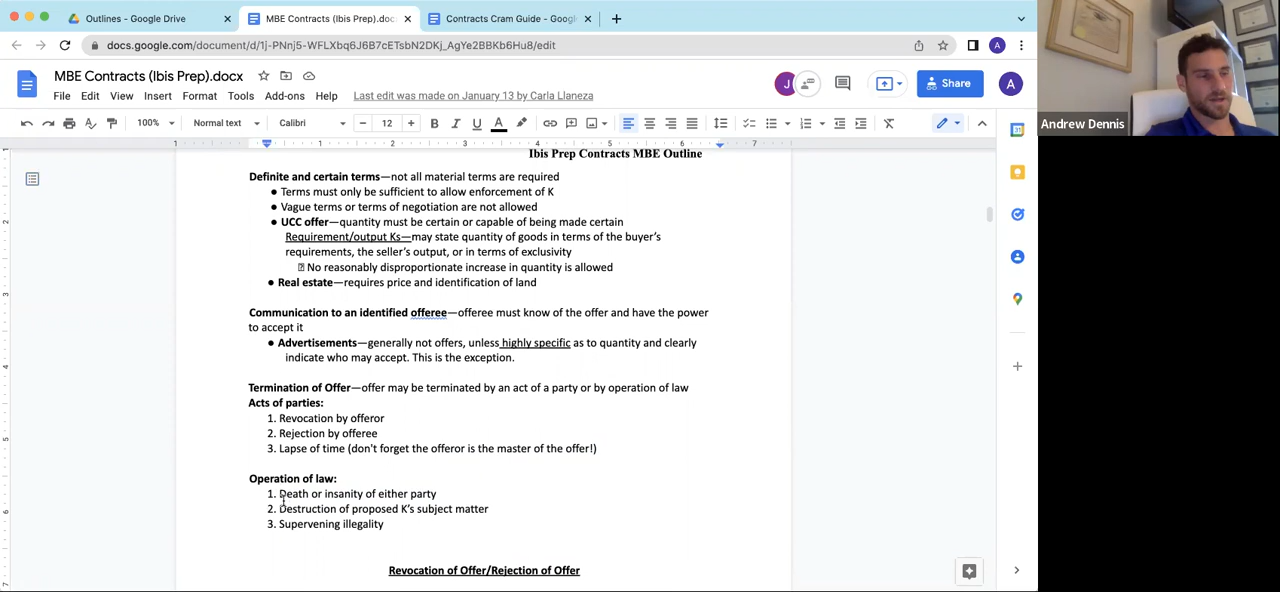 Outlines - Google Drive
MBE Contracts (Ibis Prep).doc
Contracts Cram Guide - Goog
docs.google.com/document/d/1j-PNnj5-WFLXbq6J6B7cETsbN2DKj_AgYe2BBKb6Hu8/edit
MBE Contracts (Ibis Prep).docx
File Edit View Insert Format Tools Add-ons Help Last edit was made on January 13 by Carla Llaneza
J
Share
A
100% Normal text Calibri 12
Andrew Dennis
Ibis Prep Contracts MBE Outline
Definite and certain terms—not all material terms are required
● Terms must only be sufficient to allow enforcement of K
● Vague terms or terms of negotiation are not allowed
● UCC offer—quantity must be certain or capable of being made certain
Requirement/output Ks—may state quantity of goods in terms of the buyer's
requirements, the seller's output, or in terms of exclusivity
No reasonably disproportionate increase in quantity is allowed
● Real estate—requires price and identification of land
Communication to an identified offeree—offeree must know of the offer and have the power
to accept it
● Advertisements—generally not offers, unless highly specific as to quantity and clearly
indicate who may accept. This is the exception.
Termination of Offer—offer may be terminated by an act of a party or by operation of law
Acts of parties:
1. Revocation by offeror
2. Rejection by offeree
3. Lapse of time (don't forget the offeror is the master of the offer!)
Operation of law:
1. Death or insanity of either party
2. Destruction of proposed K's subject matter
3. Supervening illegality
Revocation of Offer/Rejection of Offer